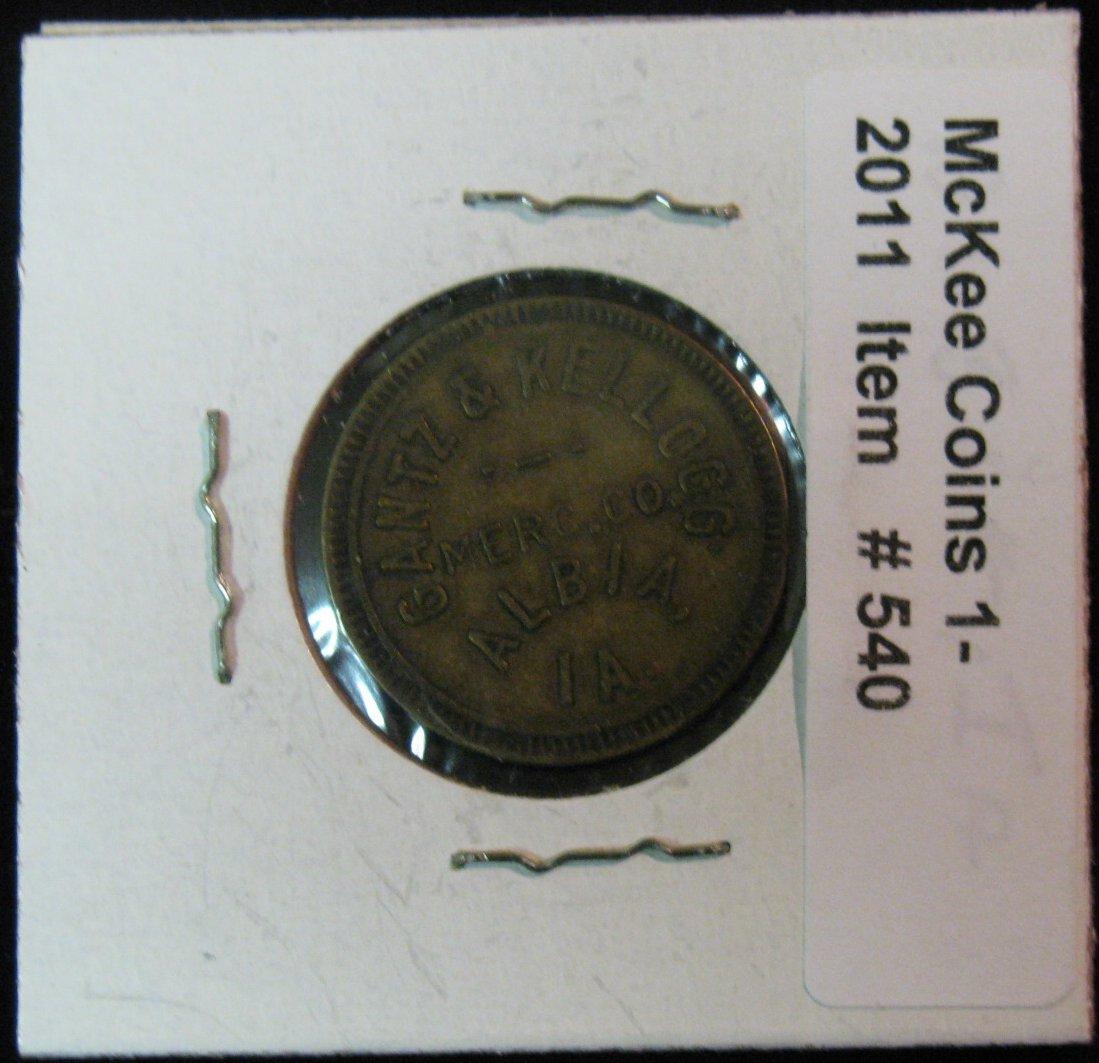 GANTZ & KELLOGG
MERC. CO.
ALBIA,
IA.
McKee Coins 1-
2011 Item # 540